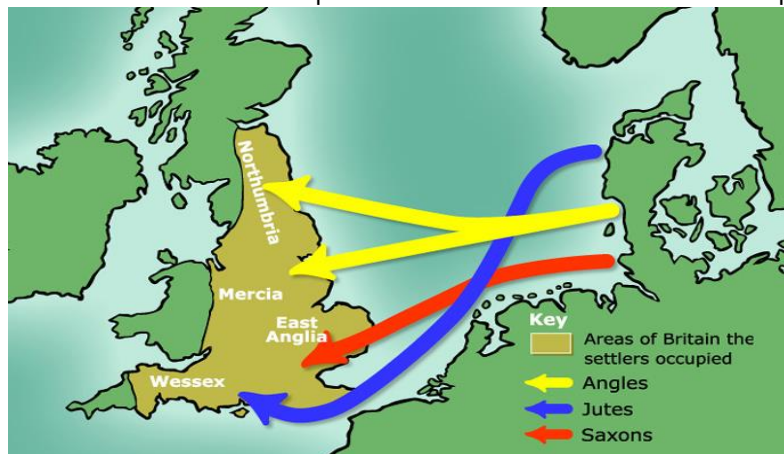 Northumbria
Mercia
East
Anglia
Wessex
Key
Areas of Britain the
settlers occupied
Angles
Jutes
Saxons